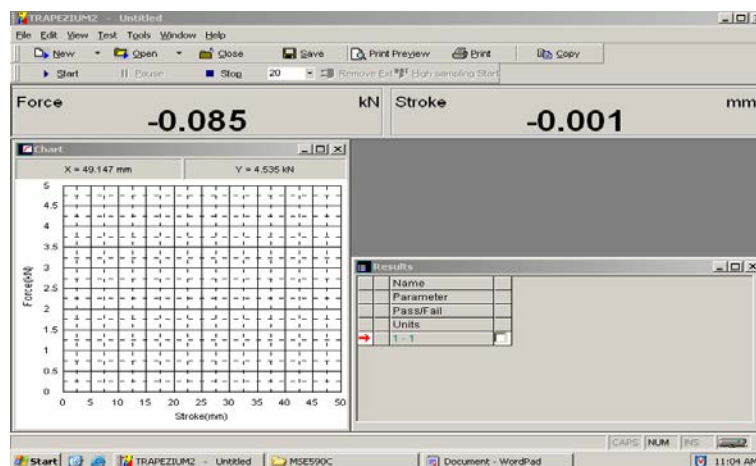 TRAPEZIUM2 - Untitled
File Edit View Test Tools Window Help
New Open Close Save Print Preview Print Copy
Start Pause Stop 20 Remove Ext High sampling Start
Force kN Stroke mm
-0.085 -0.001
Chart
X = 49.147 mm Y = 4.535 kN
5
4.5
4
3.5
3
2.5
2
1.5
1
0.5
0
Force(kN)
0 5 10 15 20 25 30 35 40 45 50
Stroke(mm)
Results
Name
Parameter
Pass/Fail
Units
1 - 1
CAPS NUM INS
Start TRAPEZIUM2 - Untitled MSE590C Document - WordPad 11:04 AM